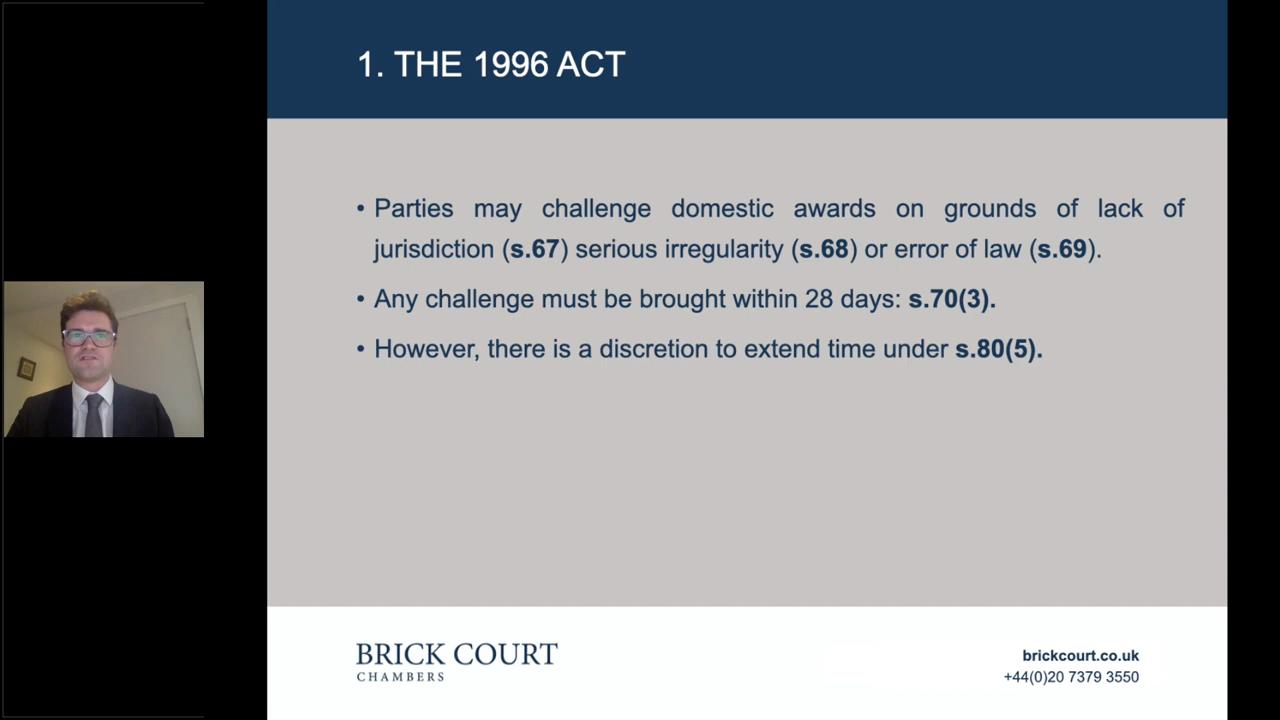 1. THE 1996 ACT
• Parties may challenge domestic awards on grounds of lack of
jurisdiction (s.67) serious irregularity (s.68) or error of law (s.69).
• Any challenge must be brought within 28 days: s.70(3).
• However, there is a discretion to extend time under s.80(5).
BRICK COURT
CHAMBERS
brickcourt.co.uk
+44(0)20 7379 3550